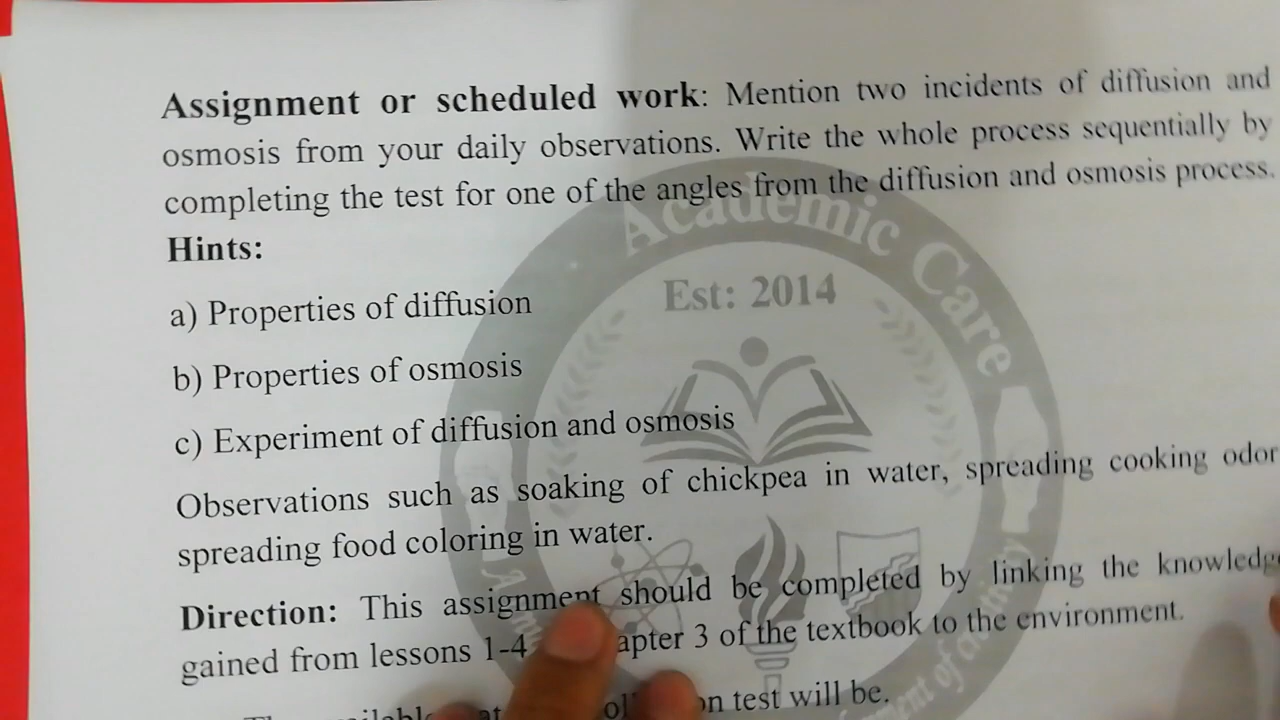 Assignment or scheduled work: Mention two incidents of diffusion and
osmosis from your daily observations. Write the whole process sequentially by
completing the test for one of the angles from the diffusion and osmosis process.
Hints:
a) Properties of diffusion
b) Properties of osmosis
c) Experiment of diffusion and osmosis
Observations such as soaking of chickpea in water, spreading cooking odor
spreading food coloring in water.
Direction: This assignment should be completed by linking the
gained from lessons 1-4 3 of the textbook to the environment.
test will be.
Academic Care
Est: 2014